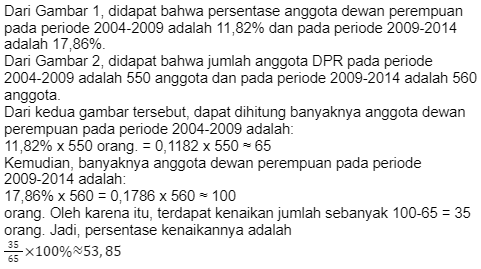 Dari Gambar 1, didapat bahwa persentase anggota dewan perempuan
pada periode 2004-2009 adalah 11,82% dan pada periode 2009-2014
adalah 17,86%.
Dari Gambar 2, didapat bahwa jumlah anggota DPR pada periode
2004-2009 adalah 550 anggota dan pada periode 2009-2014 adalah 560
anggota.
Dari kedua gambar tersebut, dapat dihitung banyaknya anggota dewan
perempuan pada periode 2004-2009 adalah:
11,82% x 550 orang. = 0,1182 x 550 ≈ 65
Kemudian, banyaknya anggota dewan perempuan pada periode
2009-2014 adalah:
17,86% x 560 = 0,1786 x 560 ≈ 100
orang. Oleh karena itu, terdapat kenaikan jumlah sebanyak 100-65 = 35
orang. Jadi, persentase kenaikannya adalah
35/65 ×100%≈53,85